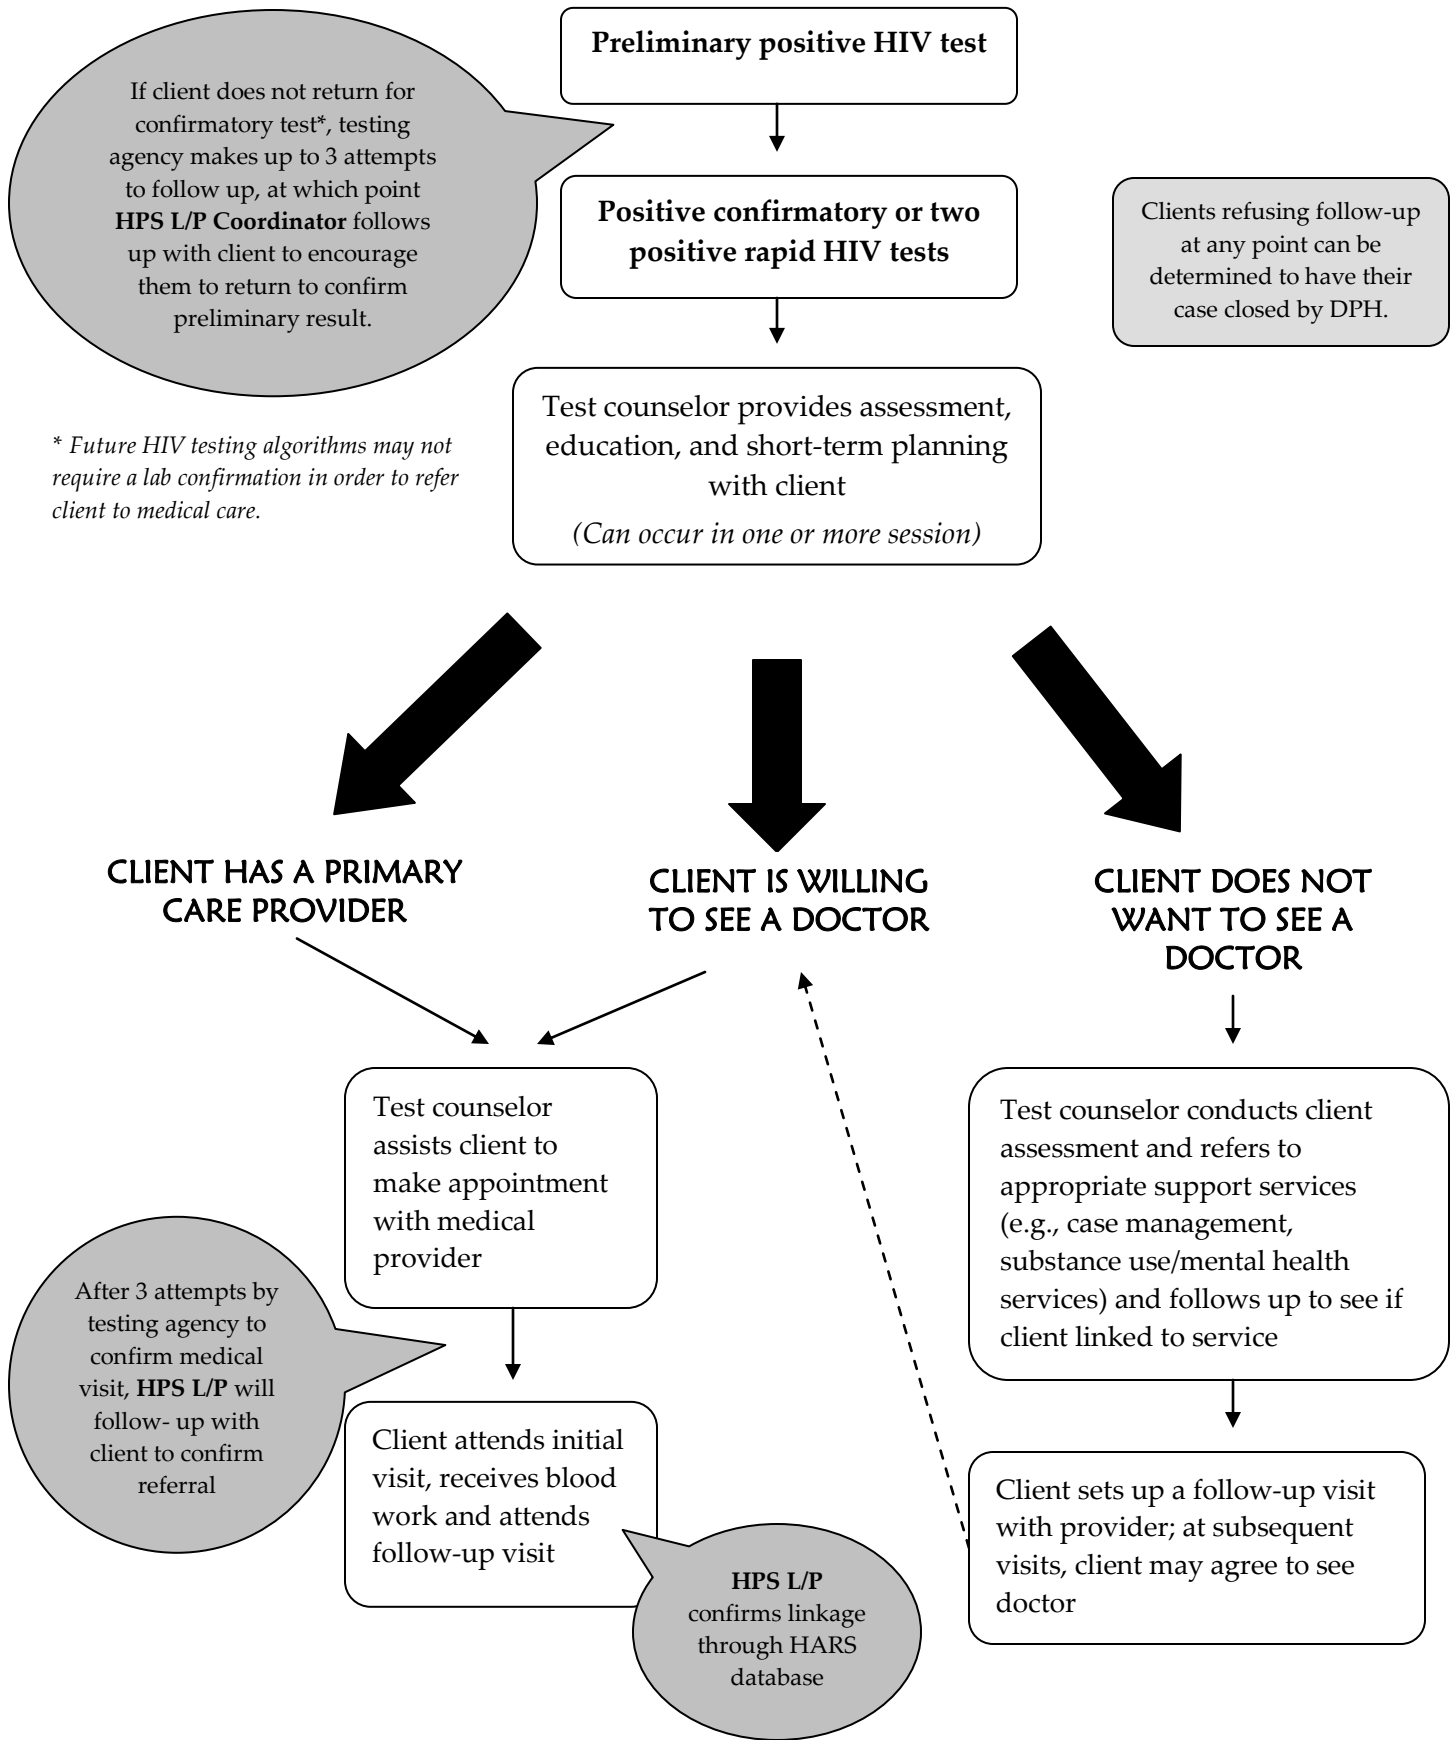 Preliminary positive HIV test
If client does not return for
confirmatory test*, testing
agency makes up to 3 attempts
to follow up, at which point
HPS L/P Coordinator follows
up with client to encourage
them to return to confirm
preliminary result.
Positive confirmatory or two
positive rapid HIV tests
Clients refusing follow-up
at any point can be
determined to have their
case closed by DPH.
* Future HIV testing algorithms may not
require a lab confirmation in order to refer
client to medical care.
Test counselor provides assessment,
education, and short-term planning
with client
(Can occur in one or more session)
CLIENT HAS A PRIMARY
CARE PROVIDER
CLIENT IS WILLING
TO SEE A DOCTOR
CLIENT DOES NOT
WANT TO SEE A
DOCTOR
Test counselor
assists client to
make appointment
with medical
provider
Test counselor conducts client
assessment and refers to
appropriate support services
(e.g., case management,
substance use/mental health
services) and follows up to see if
client linked to service
After 3 attempts by
testing agency to
confirm medical
visit, HPS L/P will
follow- up with
client to confirm
referral
Client attends initial
visit, receives blood
work and attends
follow-up visit
HPS L/P
confirms linkage
through HARS
database
Client sets up a follow-up visit
with provider; at subsequent
visits, client may agree to see
doctor